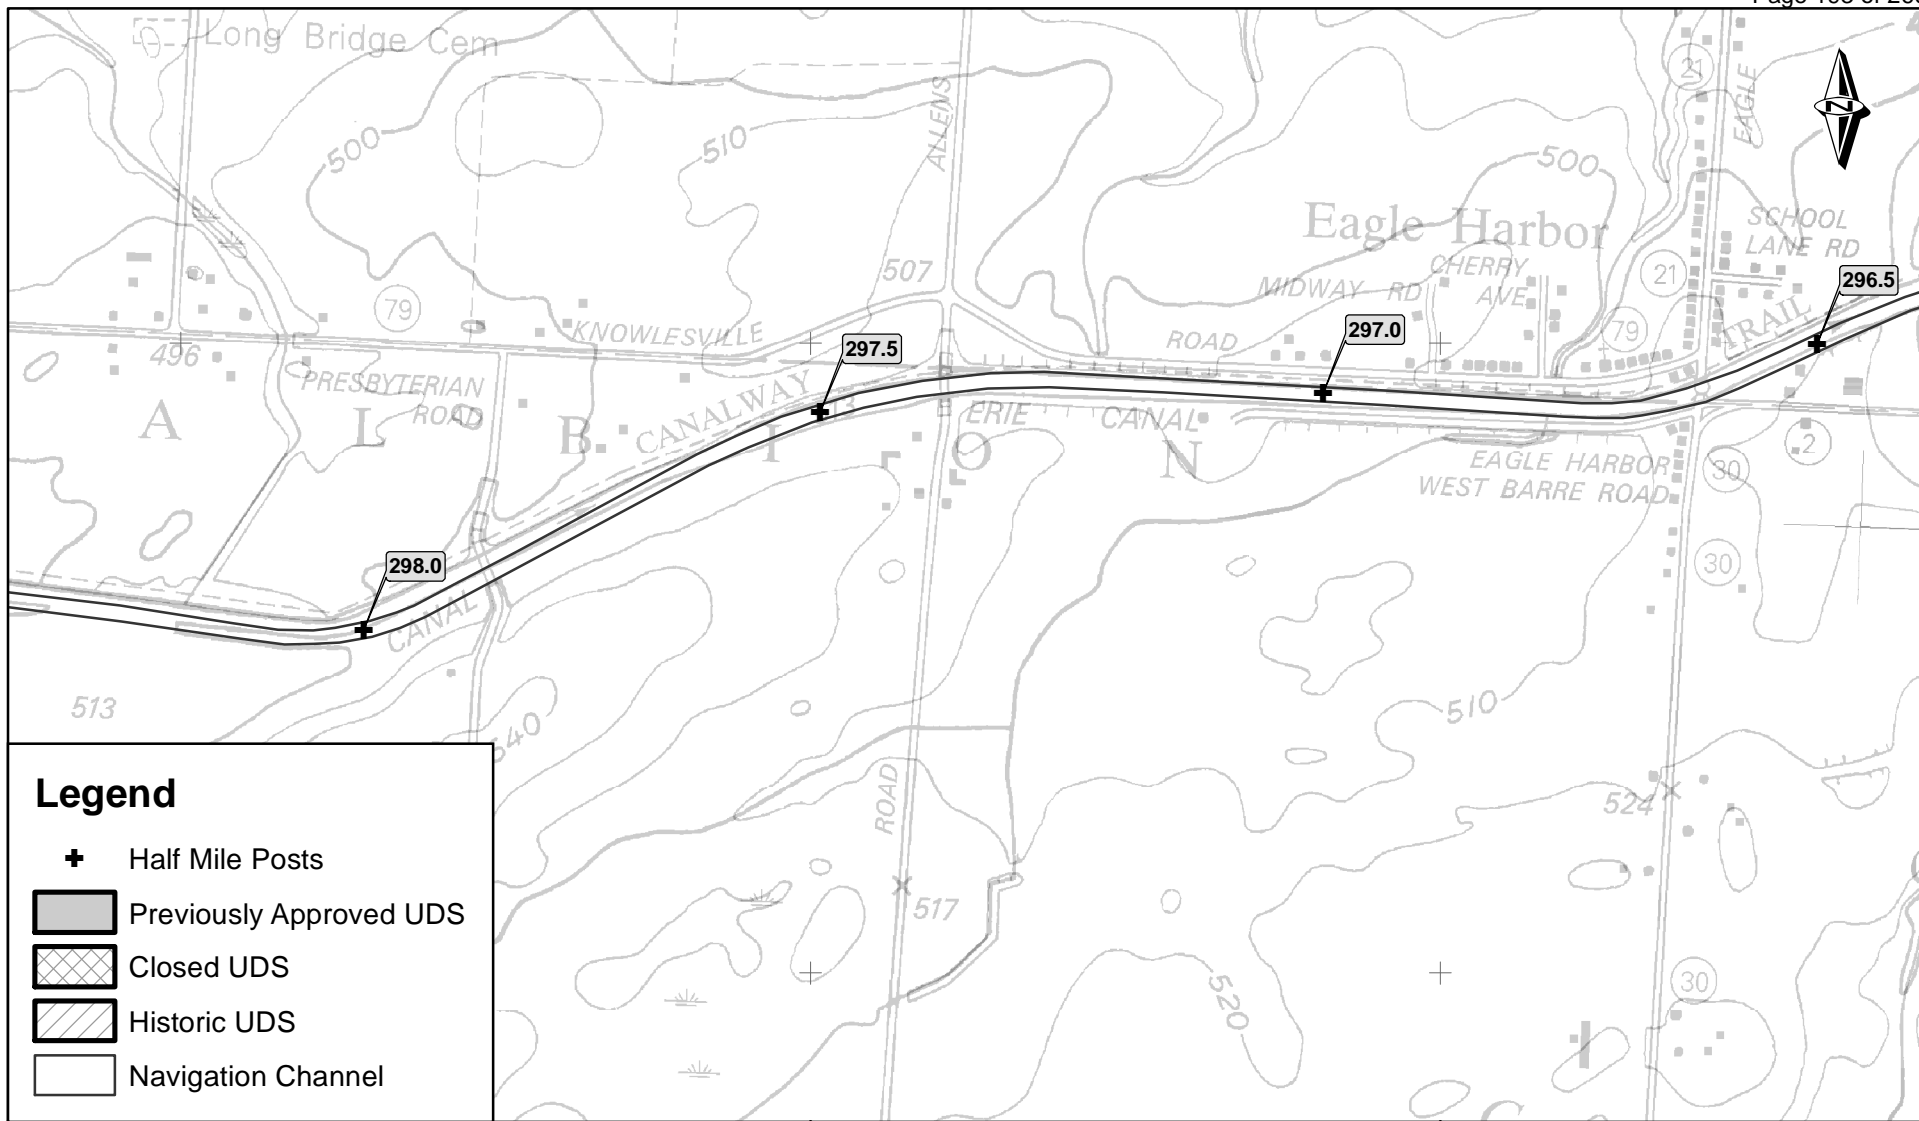 Long Bridge Cem
21
EAGLE
ALLENS
500
510
500
Eagle Harbor
SCHOOL
LANE RD
507
CHERRY
AVE
MIDWAY RD
21
296.5
79
KNOWLESVILLE
ROAD
297.0
79
TRAIL
496
297.5
PRESBYTERIAN
ROAD
CANALWAY
ERIE CANAL
A L B I O N
2
EAGLE HARBOR
WEST BARRE ROAD
30
298.0
30
CANAL
513
540
510
ROAD
524
517
520
30
Legend
Half Mile Posts
Previously Approved UDS
Closed UDS
Historic UDS
Navigation Channel
N